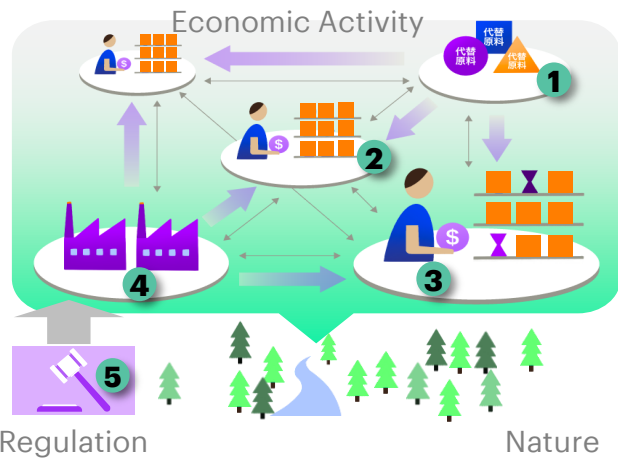 Economic Activity
代替
原料
代替
原料
代替
原料
1
$
$
2
$
3
4
5
Regulation
Nature